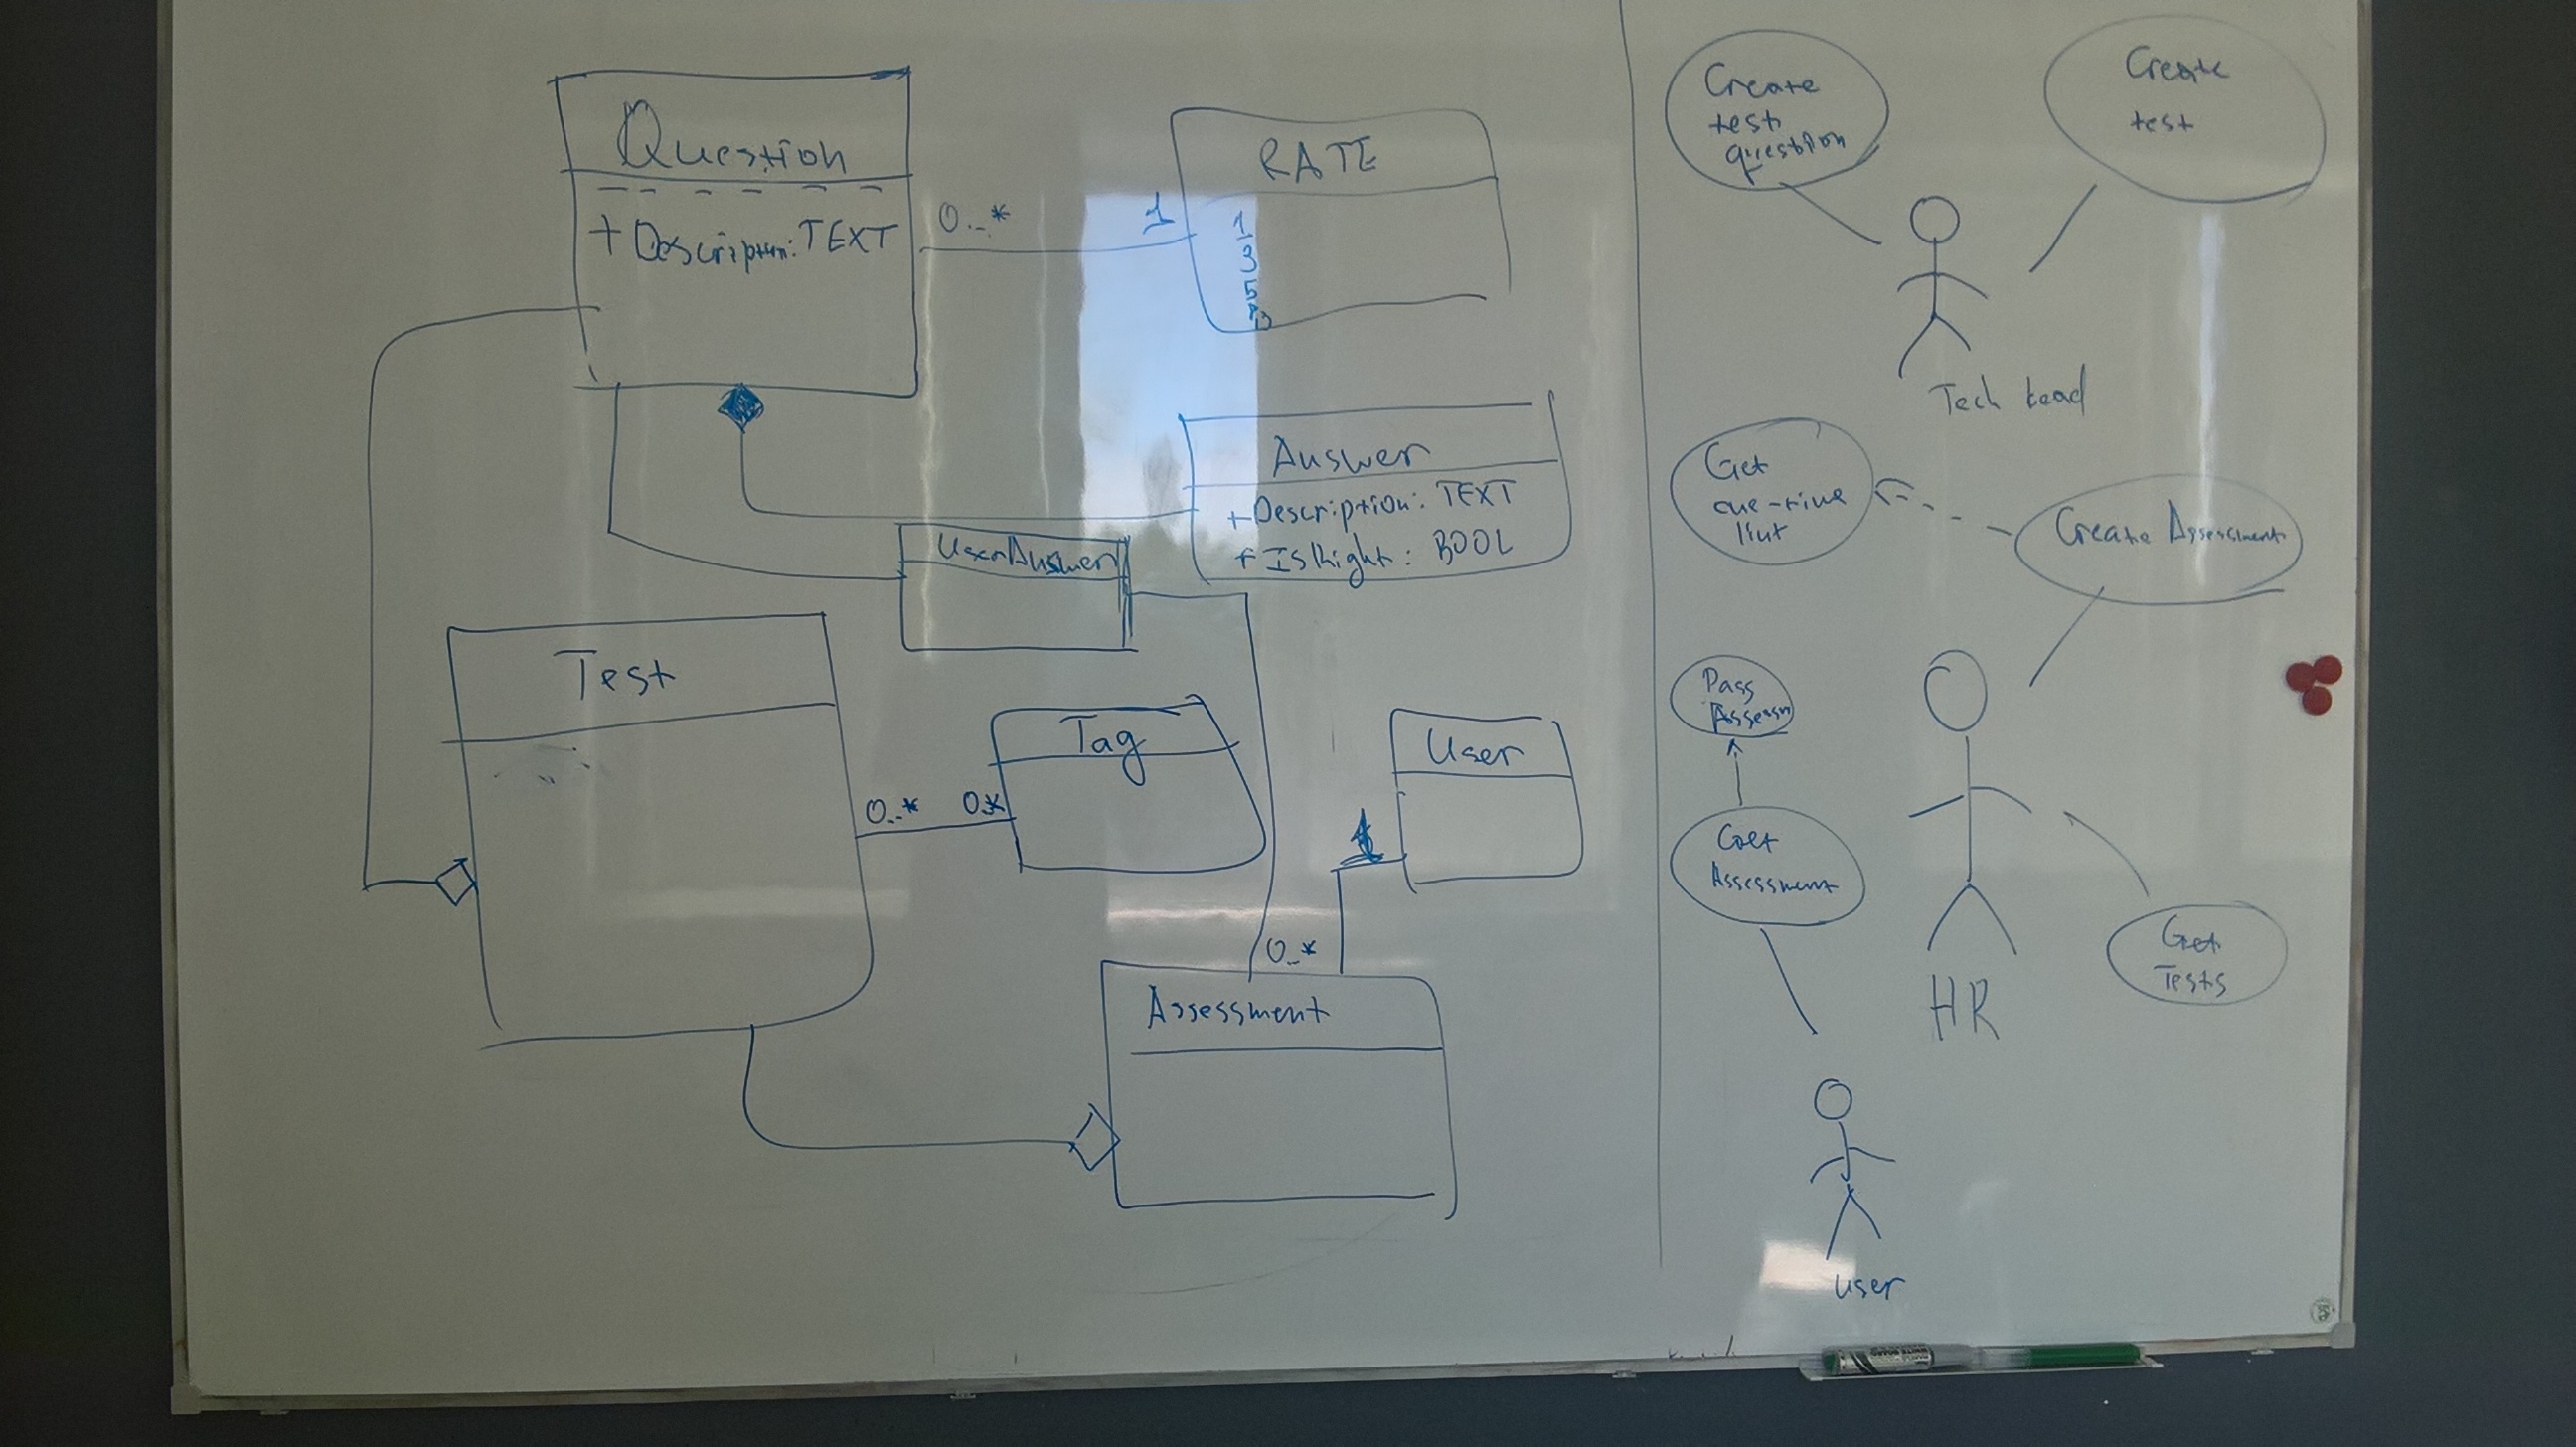 Question
+ Description: TEXT
0..*
1
RATE
1
3
5
Answer
+Description: TEXT
+ IsRight: BOOL
UserAnswer
Test
0..*
0..*
Tag
User
1
0..*
Assessment
Create
test
question
Create
test
Tech Lead
Get
one-time
link
Create Assessment
Pass
Assessm
Get
Assessment
HR
Get
Tests
user